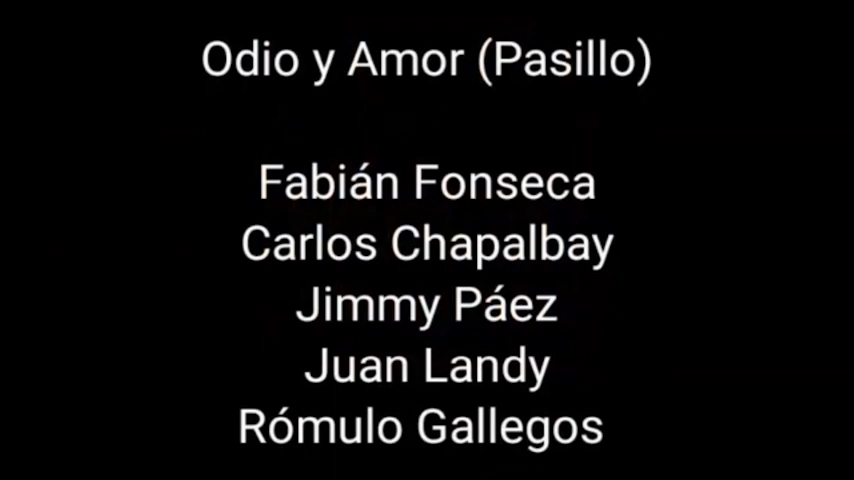 Odio y Amor (Pasillo)
Fabián Fonseca
Carlos Chapalbay
Jimmy Páez
Juan Landy
Rómulo Gallegos